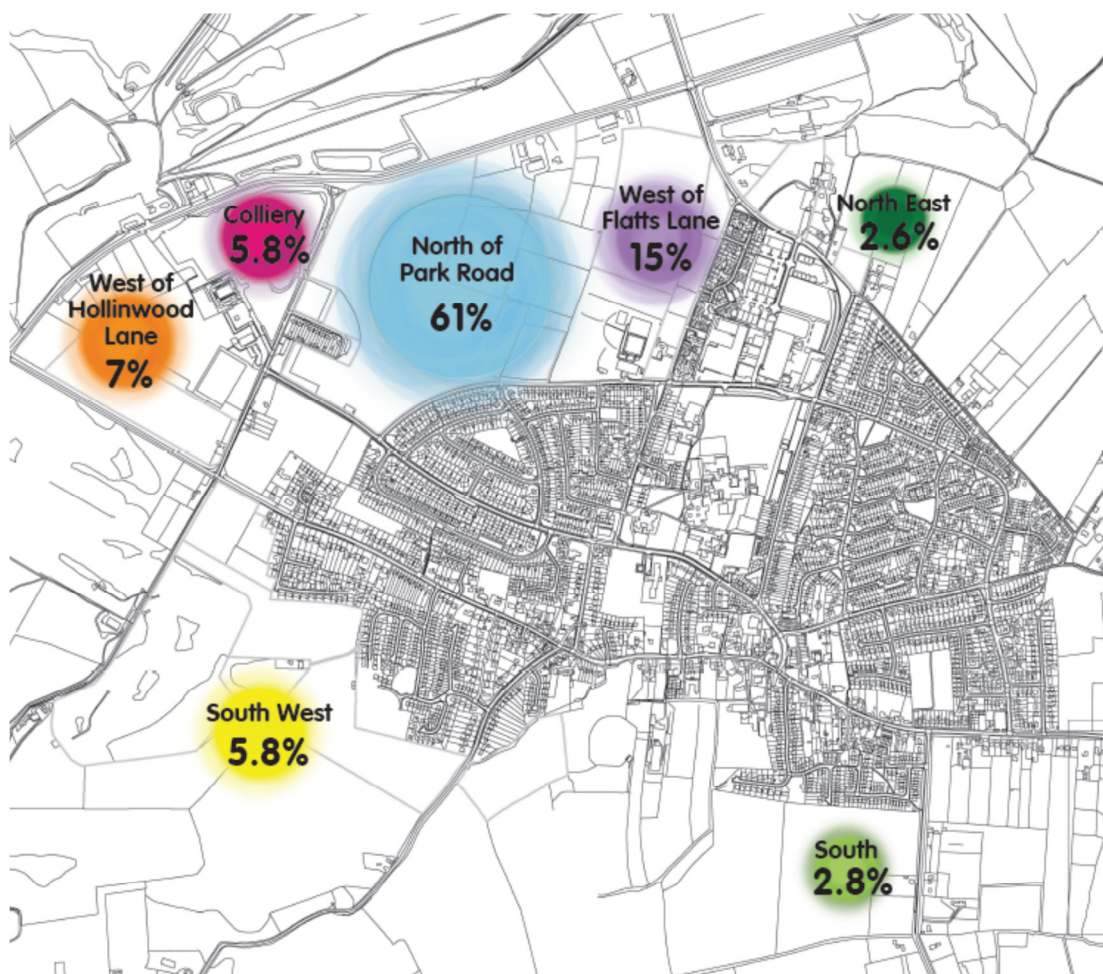 Colliery
5.8%
West of
Hollinwood
Lane
7%
North of
Park Road
61%
West of
Flatts Lane
15%
North East
2.6%
South West
5.8%
South
2.8%